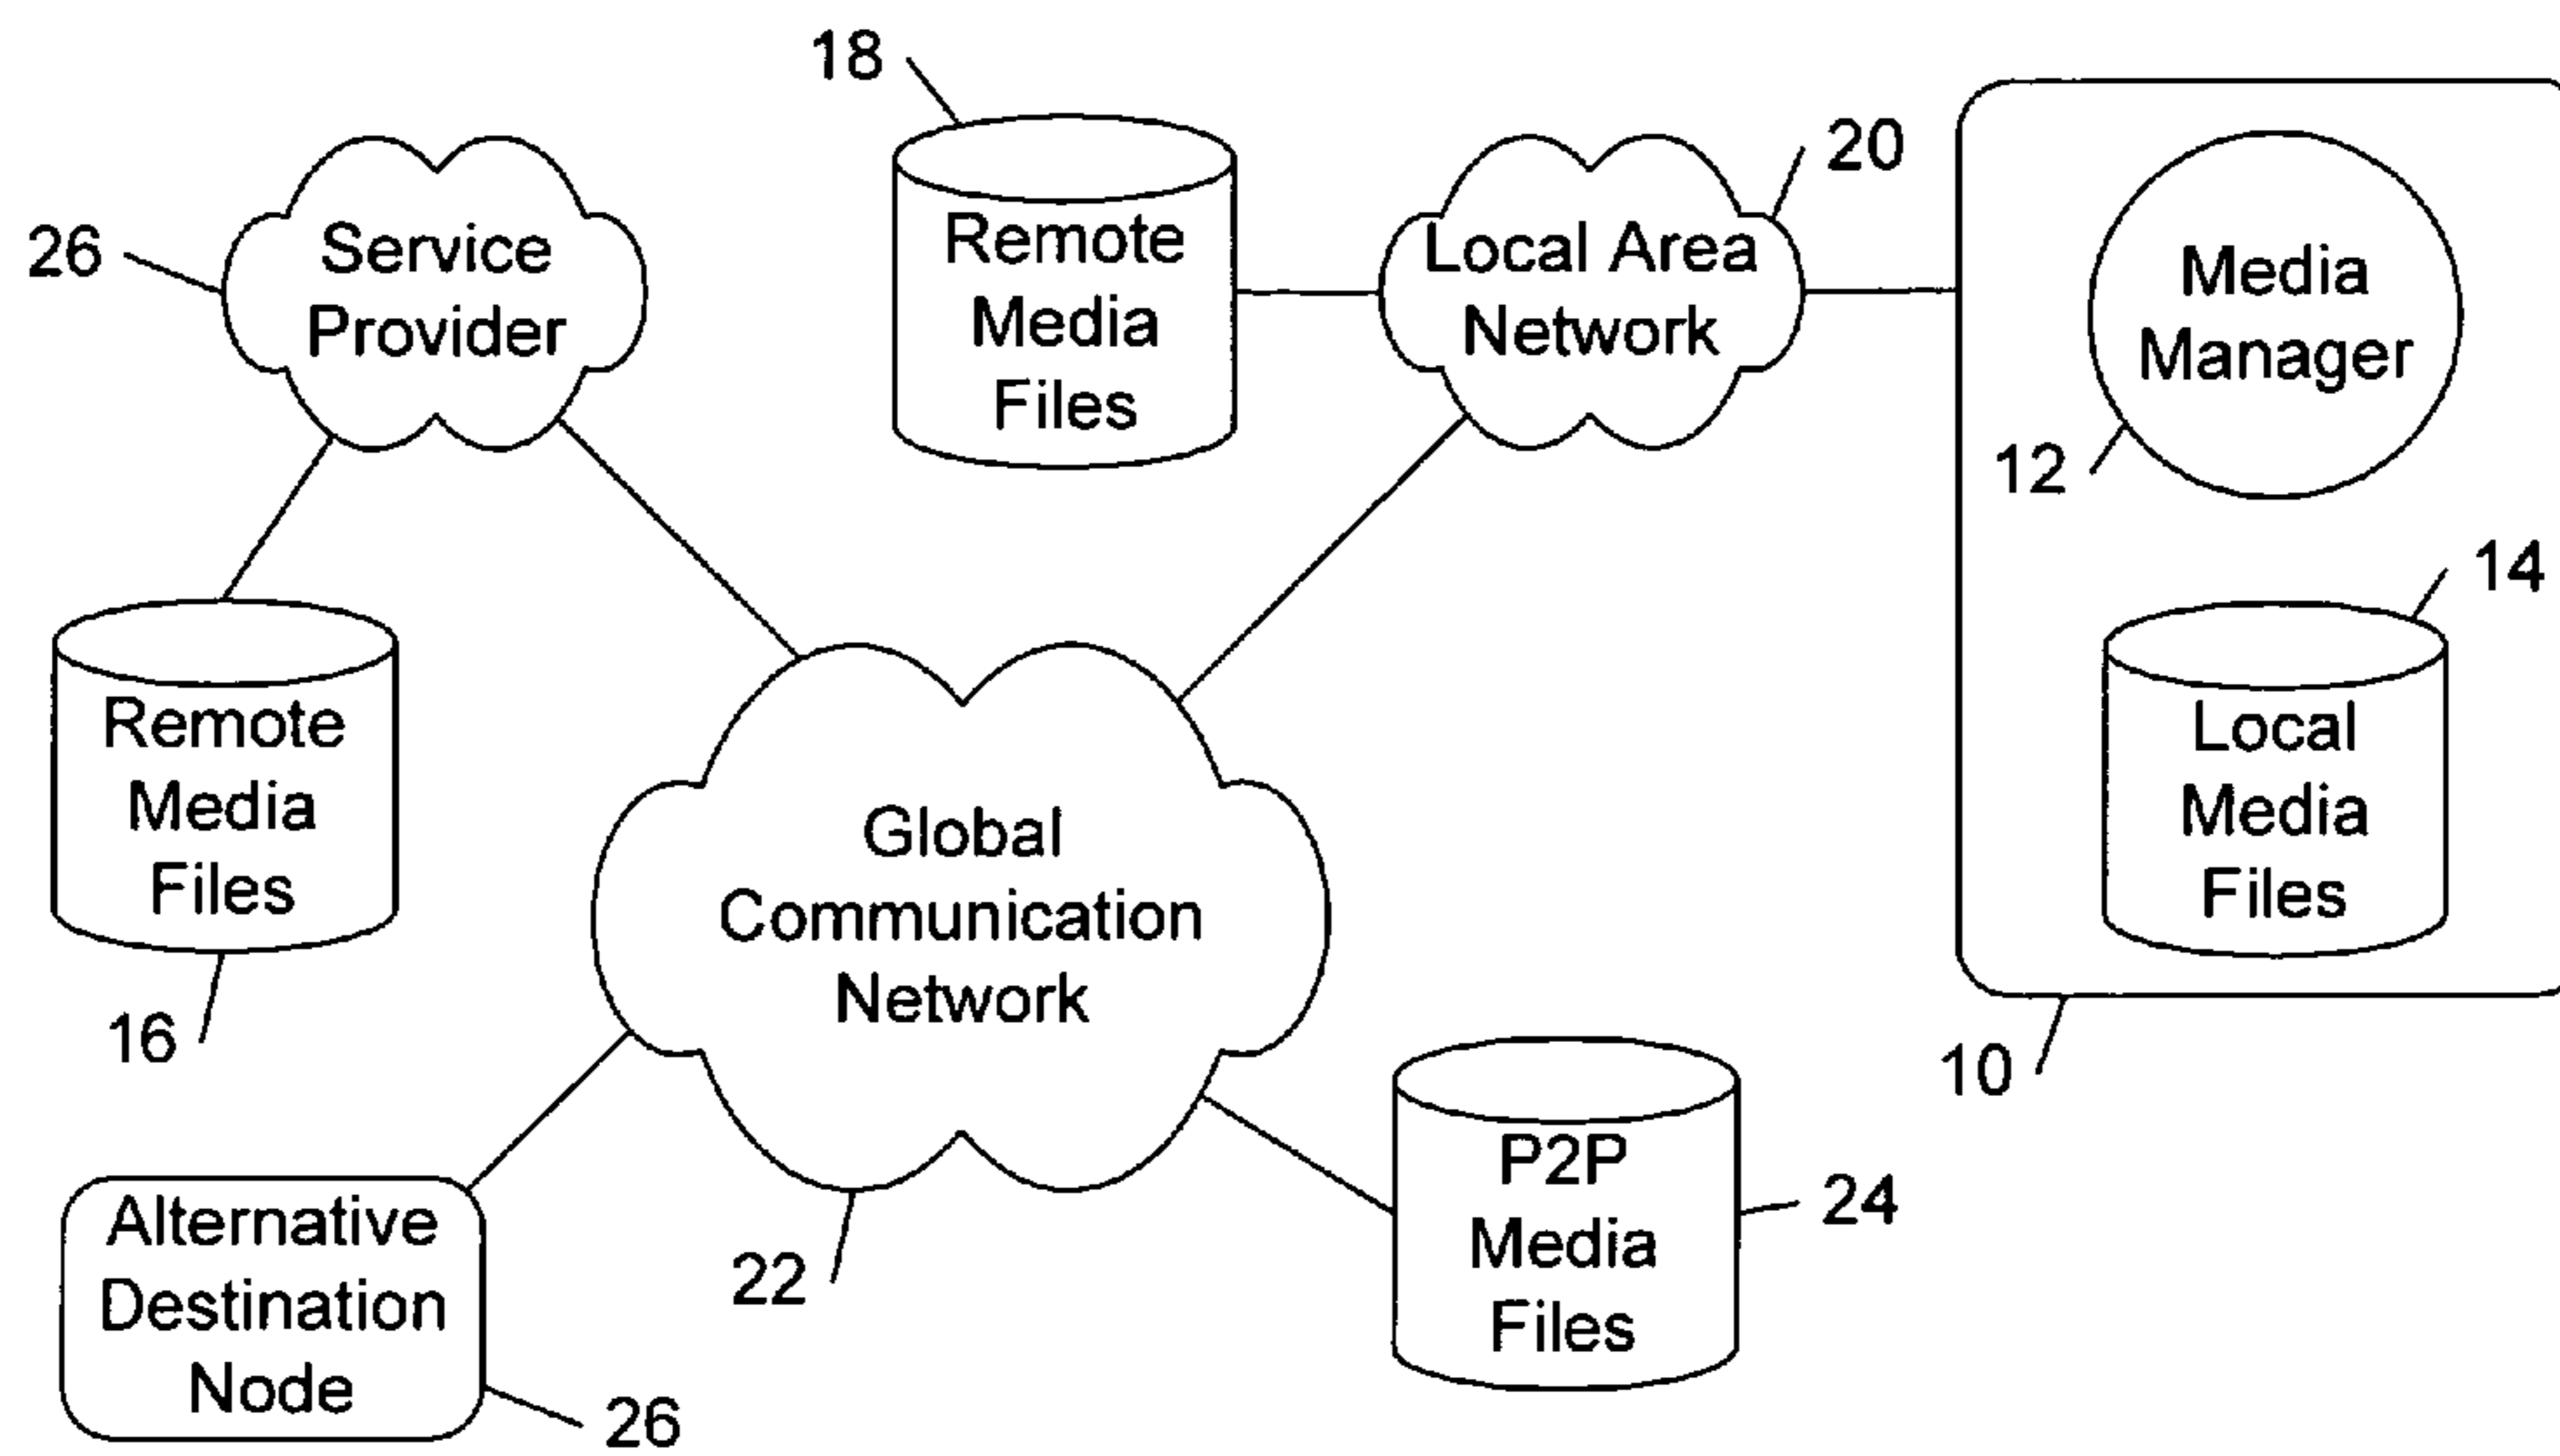 18
20
26
Service
Provider
Remote
Media
Files
Local Area
Network
Media
Manager
12
14
Remote
Media
Files
16
Global
Communication
Network
22
Local
Media
Files
10
P2P
Media
Files
24
Alternative
Destination
Node
26